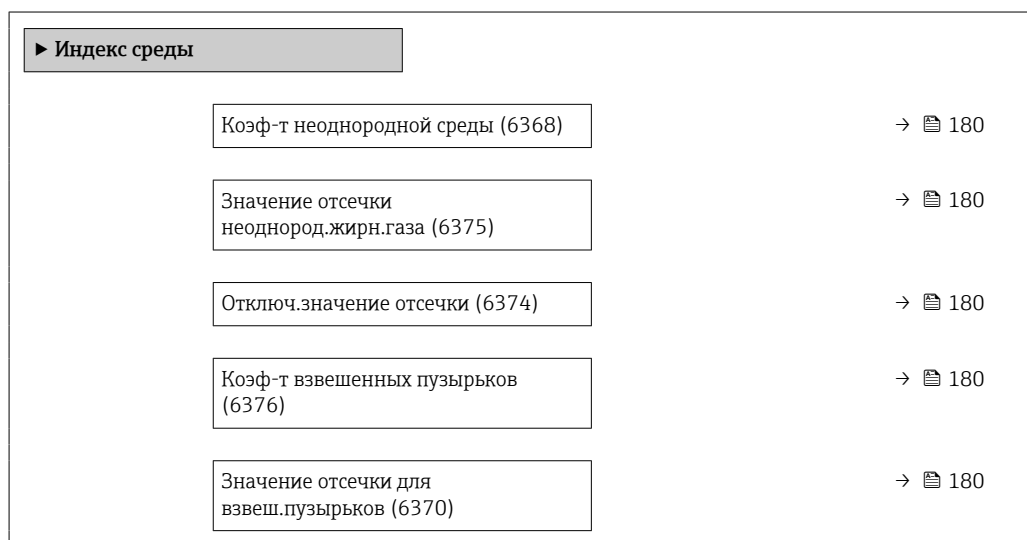 ▶ Индекс среды
Коэф-т неоднородной среды (6368) → 180
Значение отсечки → 180
неоднород.жирн.газа (6375)
Отключ.значение отсечки (6374) → 180
Коэф-т взвешенных пузырьков → 180
(6376)
Значение отсечки для → 180
взвеш.пузырьков (6370)